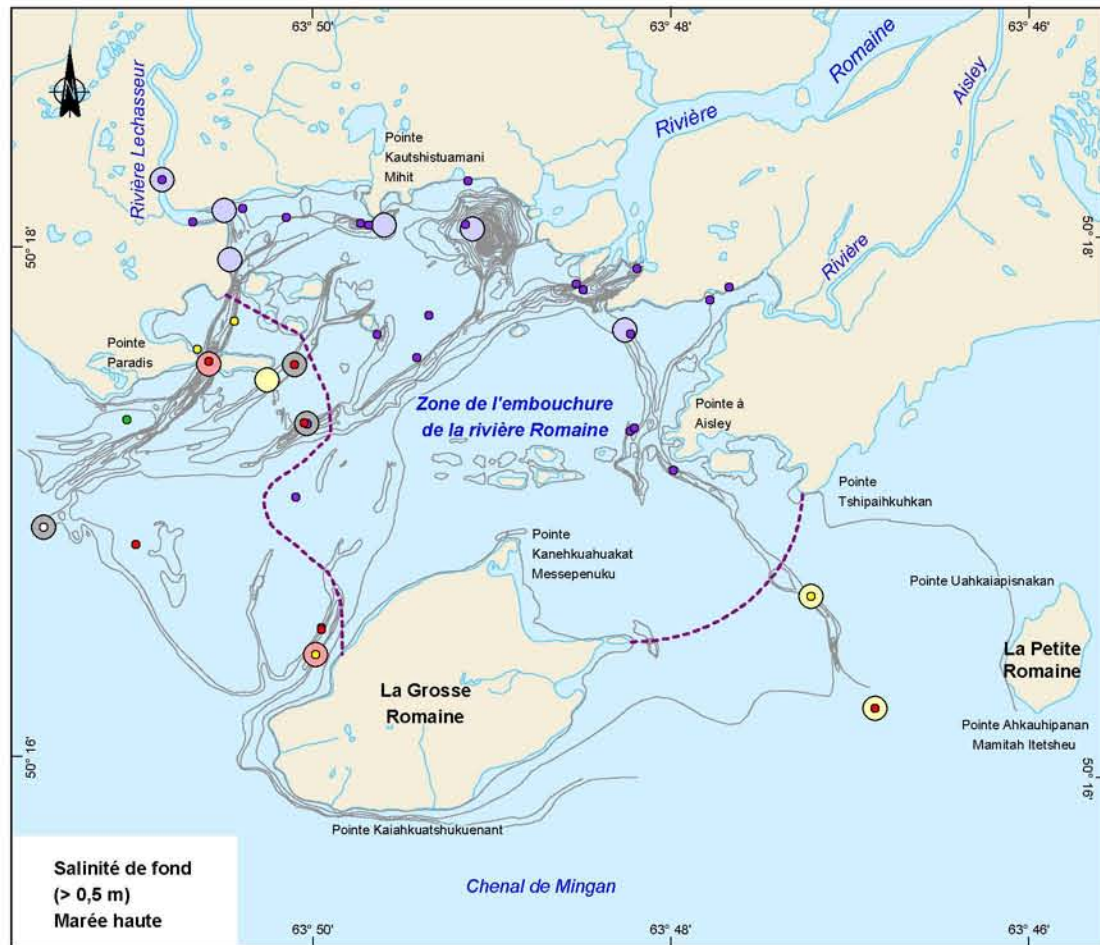 63° 50'
63° 48'
63° 46'
Rivière Lechasseur
Pointe
Kautshistuamani
Mihit
Rivière
Romaine
Aisley
Rivière
50° 18'
50° 18'
Pointe
Paradis
Zone de l'embouchure
de la rivière Romaine
Pointe à
Aisley
Pointe
Tshipaihkuhkan
Pointe
Kanehkuahuakat
Messepenuku
Pointe Uahkaiapisnakan
La Petite
Romaine
La Grosse
Romaine
Pointe Ahkauhipanan
Mamitah Itetsheu
50° 16'
50° 16'
Pointe Kaiahkuatshukuenant
Salinité de fond
(> 0,5 m)
Marée haute
Chenal de Mingan
63° 50'
63° 48'
63° 46'